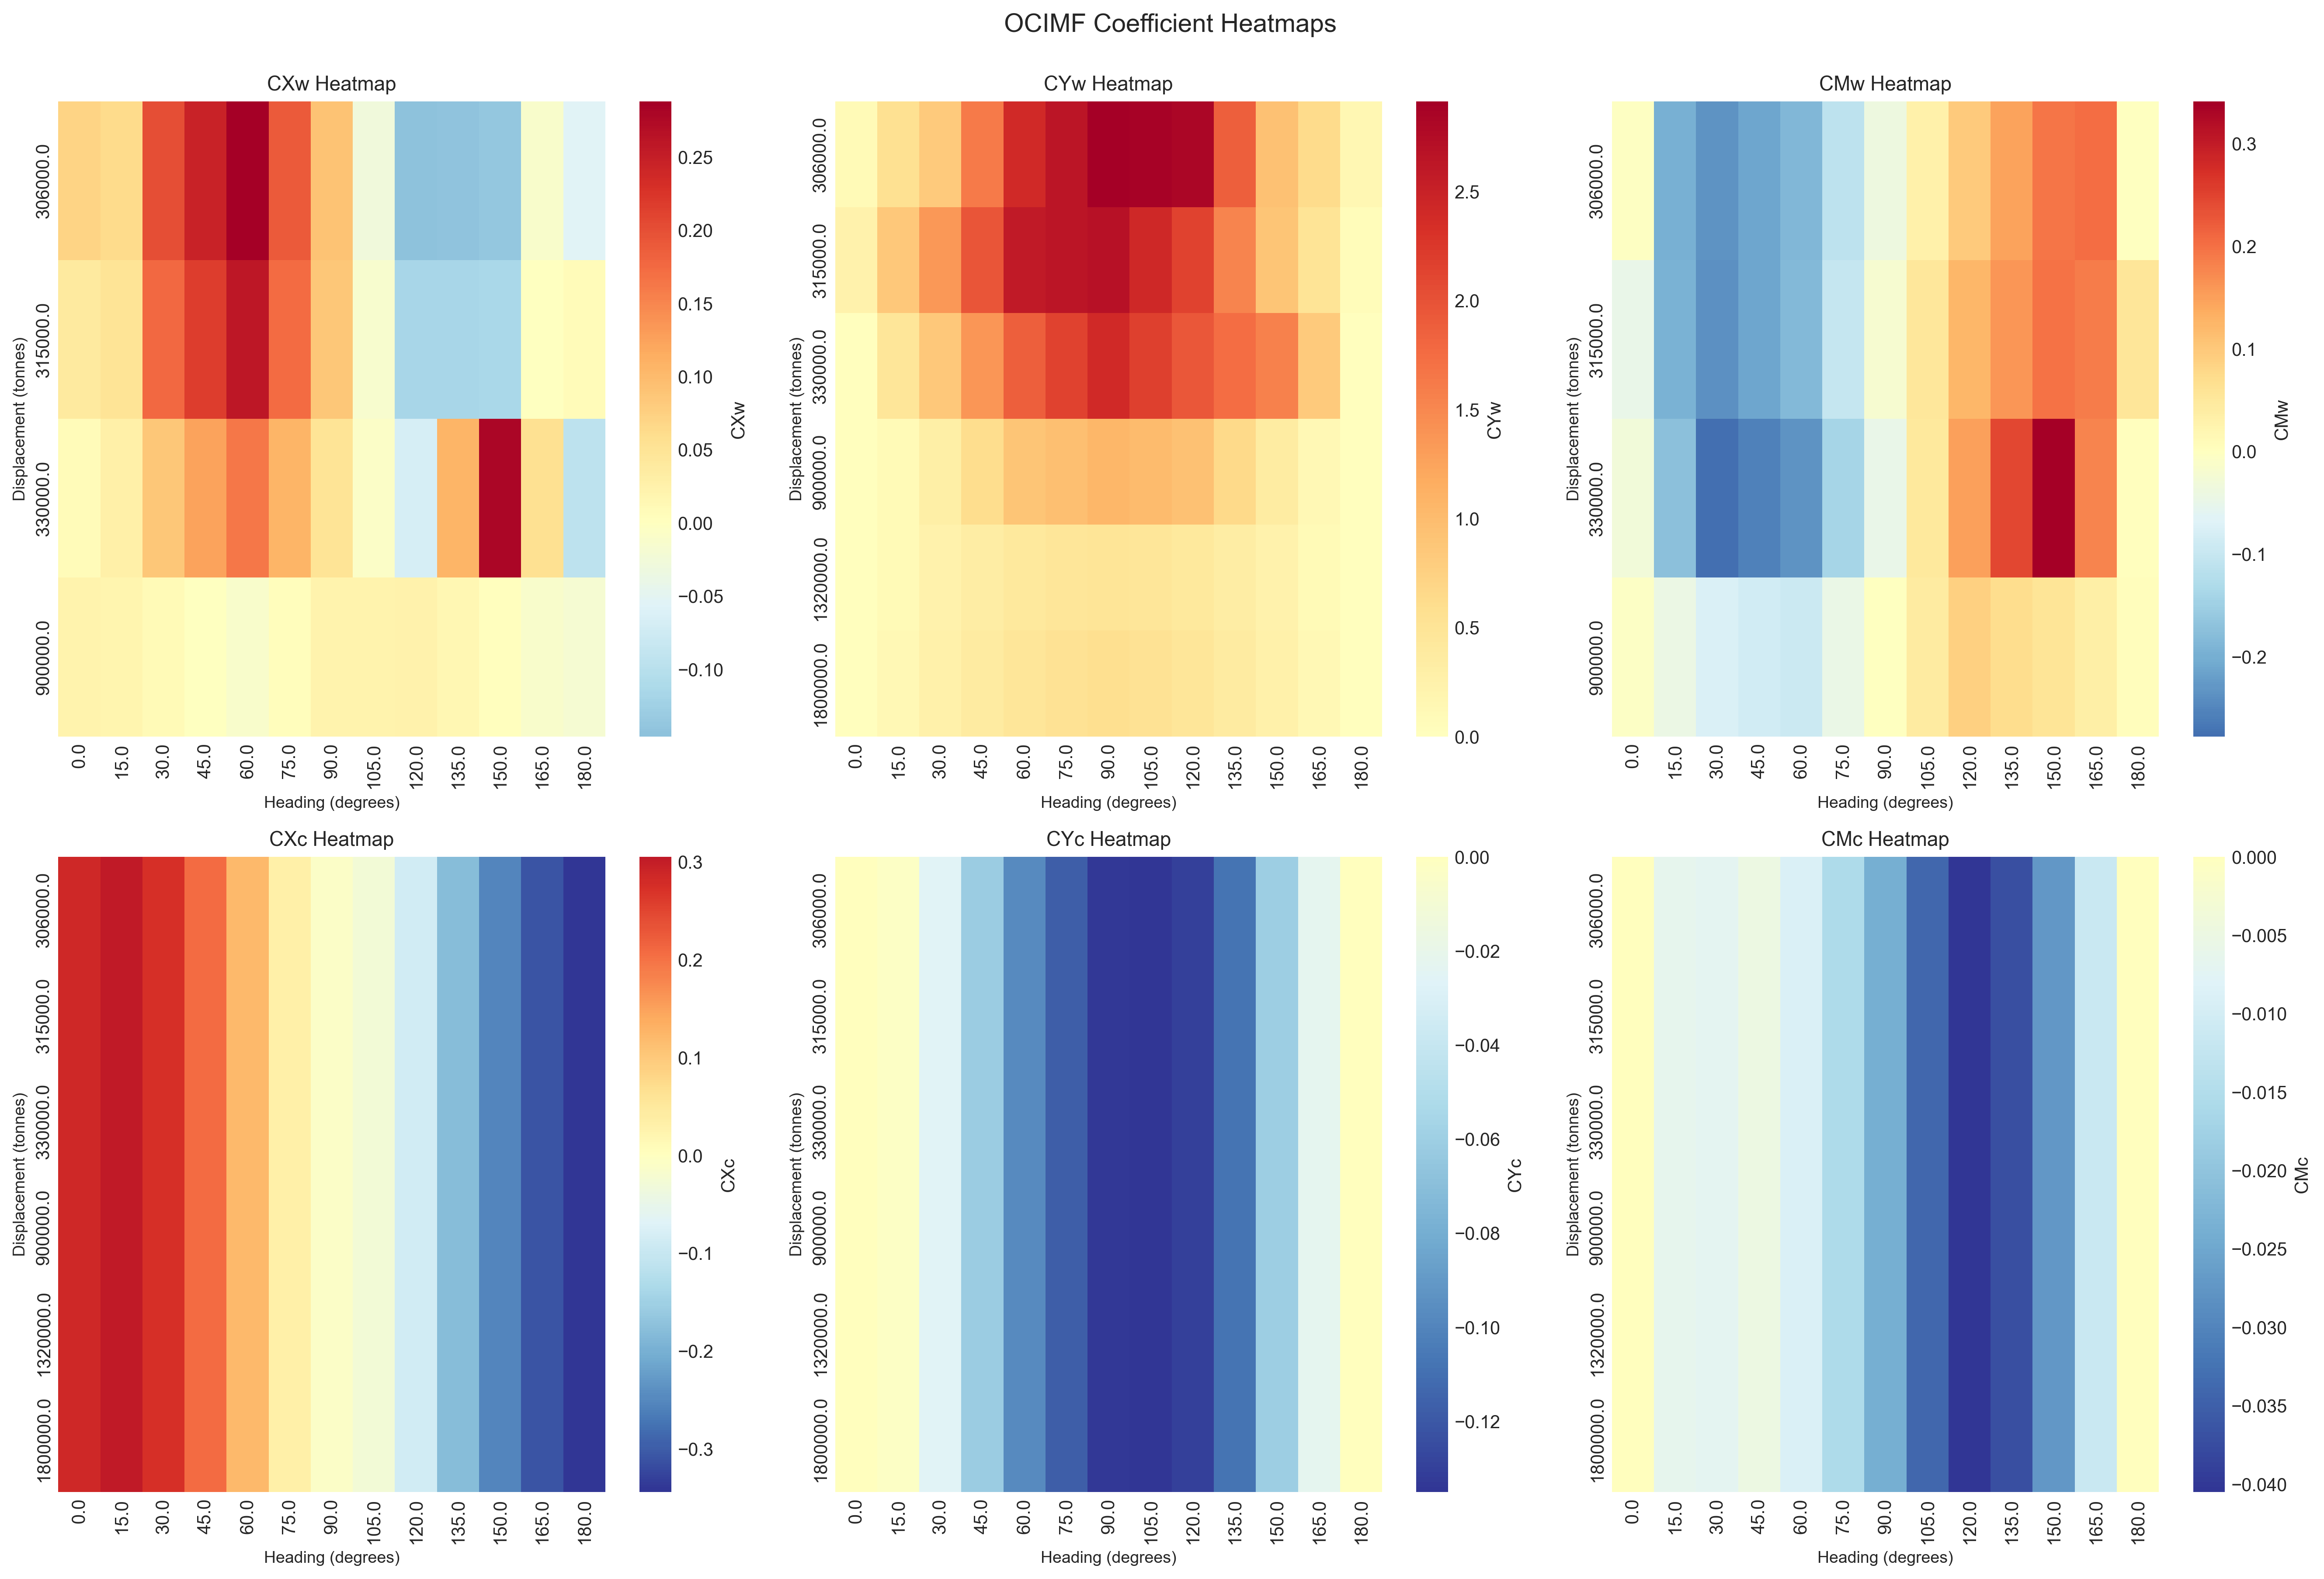 OCIMF Coefficient Heatmaps
CXw Heatmap
Displacement (tonnes)
306000.0
315000.0
330000.0
900000.0
0.0 15.0 30.0 45.0 60.0 75.0 90.0 105.0 120.0 135.0 150.0 165.0 180.0
Heading (degrees)
0.25
0.20
0.15
0.10
0.05
0.00
−0.05
−0.10
CXw
CYw Heatmap
Displacement (tonnes)
306000.0
315000.0
330000.0
900000.0
1320000.0
1800000.0
0.0 15.0 30.0 45.0 60.0 75.0 90.0 105.0 120.0 135.0 150.0 165.0 180.0
Heading (degrees)
2.5
2.0
1.5
1.0
0.5
0.0
CYw
CMw Heatmap
Displacement (tonnes)
306000.0
315000.0
330000.0
900000.0
0.0 15.0 30.0 45.0 60.0 75.0 90.0 105.0 120.0 135.0 150.0 165.0 180.0
Heading (degrees)
0.3
0.2
0.1
0.0
−0.1
−0.2
CMw
CXc Heatmap
Displacement (tonnes)
306000.0
315000.0
330000.0
900000.0
1320000.0
1800000.0
0.0 15.0 30.0 45.0 60.0 75.0 90.0 105.0 120.0 135.0 150.0 165.0 180.0
Heading (degrees)
0.3
0.2
0.1
0.0
−0.1
−0.2
−0.3
CXc
CYc Heatmap
Displacement (tonnes)
306000.0
315000.0
330000.0
900000.0
1320000.0
1800000.0
0.0 15.0 30.0 45.0 60.0 75.0 90.0 105.0 120.0 135.0 150.0 165.0 180.0
Heading (degrees)
0.00
−0.02
−0.04
−0.06
−0.08
−0.10
−0.12
CYc
CMc Heatmap
Displacement (tonnes)
306000.0
315000.0
330000.0
900000.0
1320000.0
1800000.0
0.0 15.0 30.0 45.0 60.0 75.0 90.0 105.0 120.0 135.0 150.0 165.0 180.0
Heading (degrees)
0.000
−0.005
−0.010
−0.015
−0.020
−0.025
−0.030
−0.035
−0.040
CMc